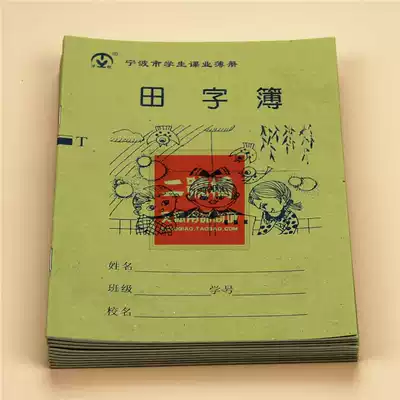 宁波市学生课业薄册
田字簿
T
姓名
班级 学号
校名